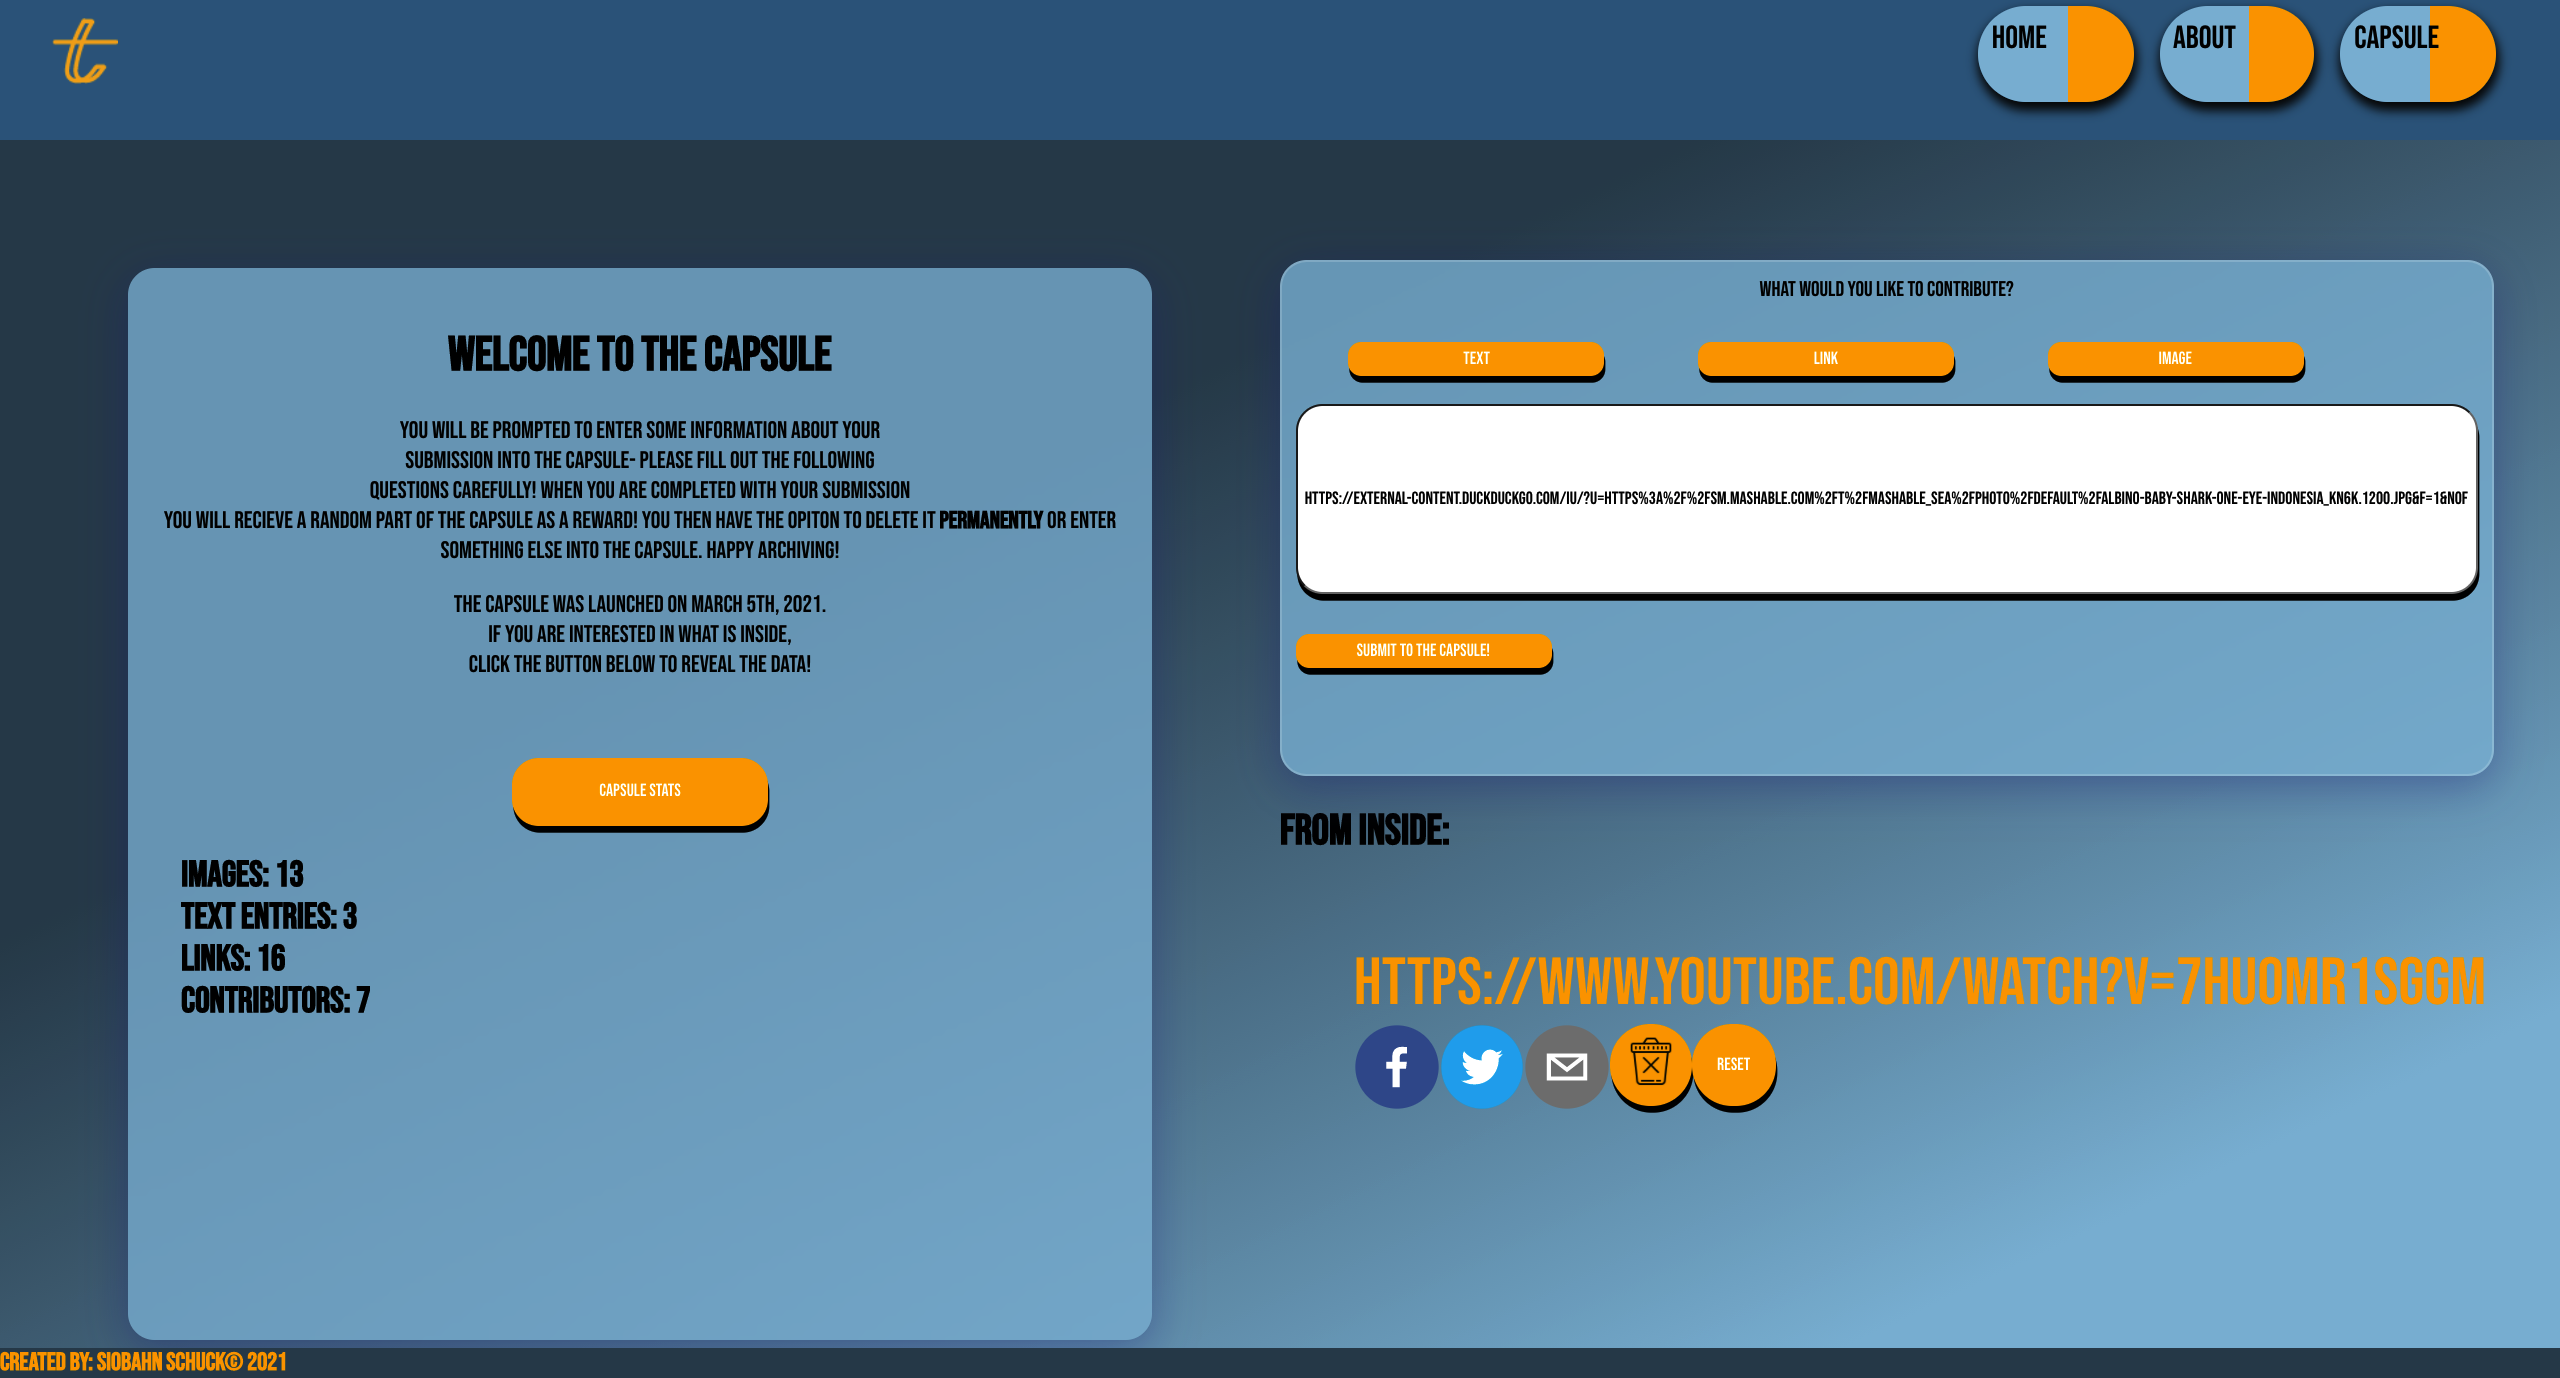 t
HOME
ABOUT
CAPSULE
WELCOME TO THE CAPSULE
YOU WILL BE PROMPTED TO ENTER SOME INFORMATION ABOUT YOUR
SUBMISSION INTO THE CAPSULE- PLEASE FILL OUT THE FOLLOWING
QUESTIONS CAREFULLY! WHEN YOU ARE COMPLETED WITH YOUR SUBMISSION
YOU WILL RECIEVE A RANDOM PART OF THE CAPSULE AS A REWARD! YOU THEN HAVE THE OPITON TO DELETE IT PERMANENTLY OR ENTER
SOMETHING ELSE INTO THE CAPSULE. HAPPY ARCHIVING!
THE CAPSULE WAS LAUNCHED ON MARCH 5TH, 2021.
IF YOU ARE INTERESTED IN WHAT IS INSIDE,
CLICK THE BUTTON BELOW TO REVEAL THE DATA!
CAPSULE STATS
IMAGES: 13
TEXT ENTRIES: 3
LINKS: 16
CONTRIBUTORS: 7
WHAT WOULD YOU LIKE TO CONTRIBUTE?
TEXT
LINK
IMAGE
HTTPS://EXTERNAL-CONTENT.DUCKDUCKGO.COM/IU/?U=HTTPS%3A%2F%2FSM.MASHABLE.COM%2FT%2FMASHABLE_SEA%2FPHOTO%2FDEFAULT%2FALBINO-BABY-SHARK-ONE-EYE-INDONESIA_KN6K.1200.JPG&F=1&NOF
SUBMIT TO THE CAPSULE!
FROM INSIDE:
HTTPS://WWW.YOUTUBE.COM/WATCH?V=7HUOMR1SGGM
RESET
CREATED BY: SIOBAHN SCHUCK© 2021